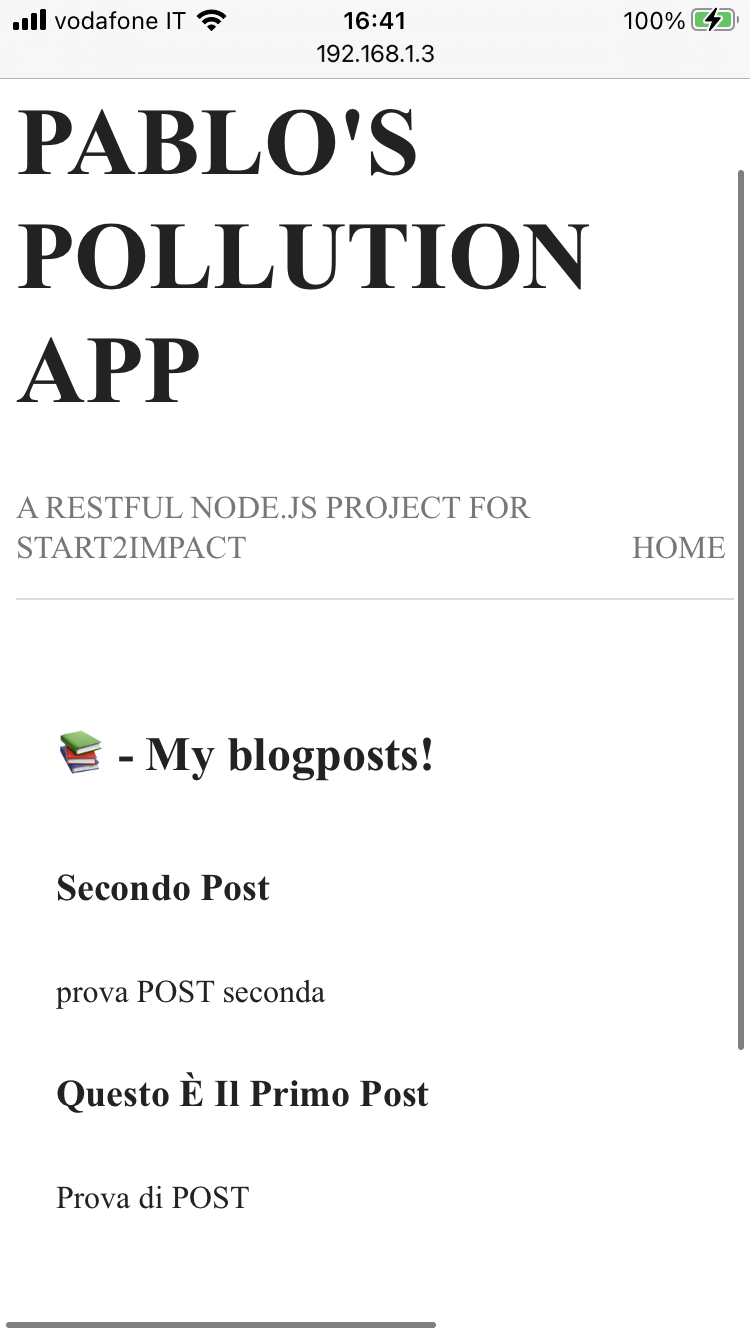 vodafone IT 16:41 100%
192.168.1.3
PABLO'S
POLLUTION
APP
A RESTFUL NODE.JS PROJECT FOR
START2IMPACT HOME
- My blogposts!
Secondo Post
prova POST seconda
Questo È Il Primo Post
Prova di POST